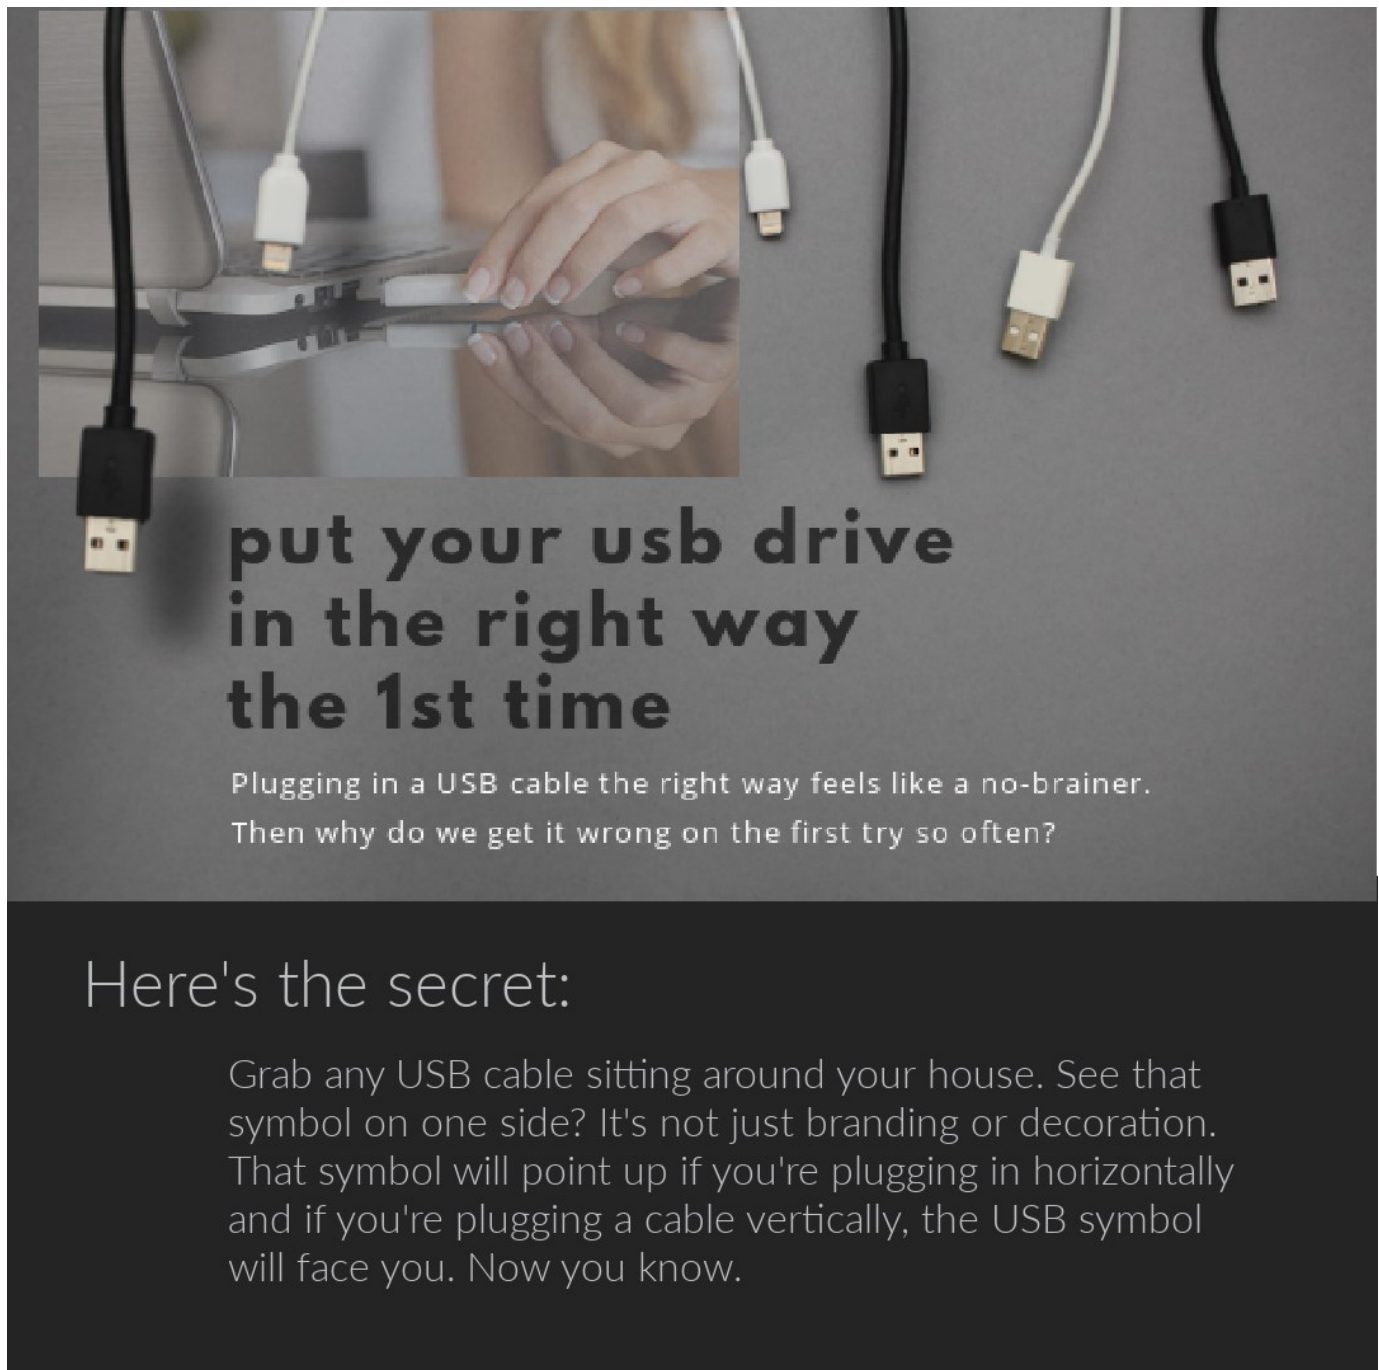 put your usb drive
in the right way
the 1st time
Plugging in a USB cable the right way feels like a no-brainer.
Then why do we get it wrong on the first try so often?
Here's the secret:
Grab any USB cable sitting around your house. See that
symbol on one side? It's not just branding or decoration.
That symbol will point up if you're plugging in horizontally
and if you're plugging a cable vertically, the USB symbol
will face you. Now you know.